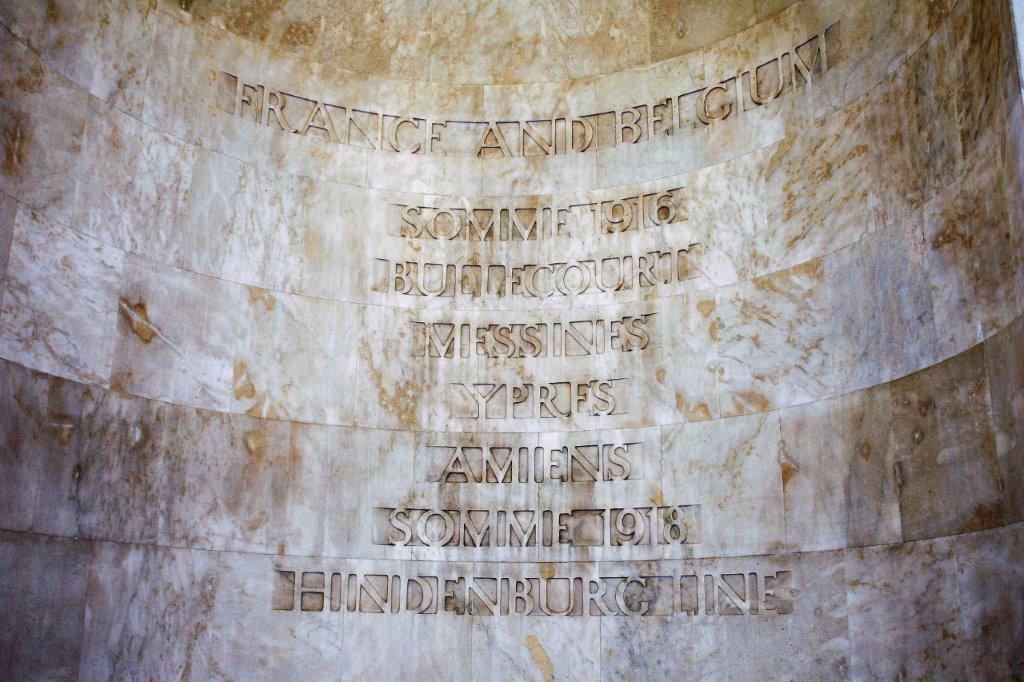 FRANCE AND BELGIUM
SOMME 1916
BULLECOURT
MESSINES
YPRES
AMIENS
SOMME 1918
HINDENBURG LINE